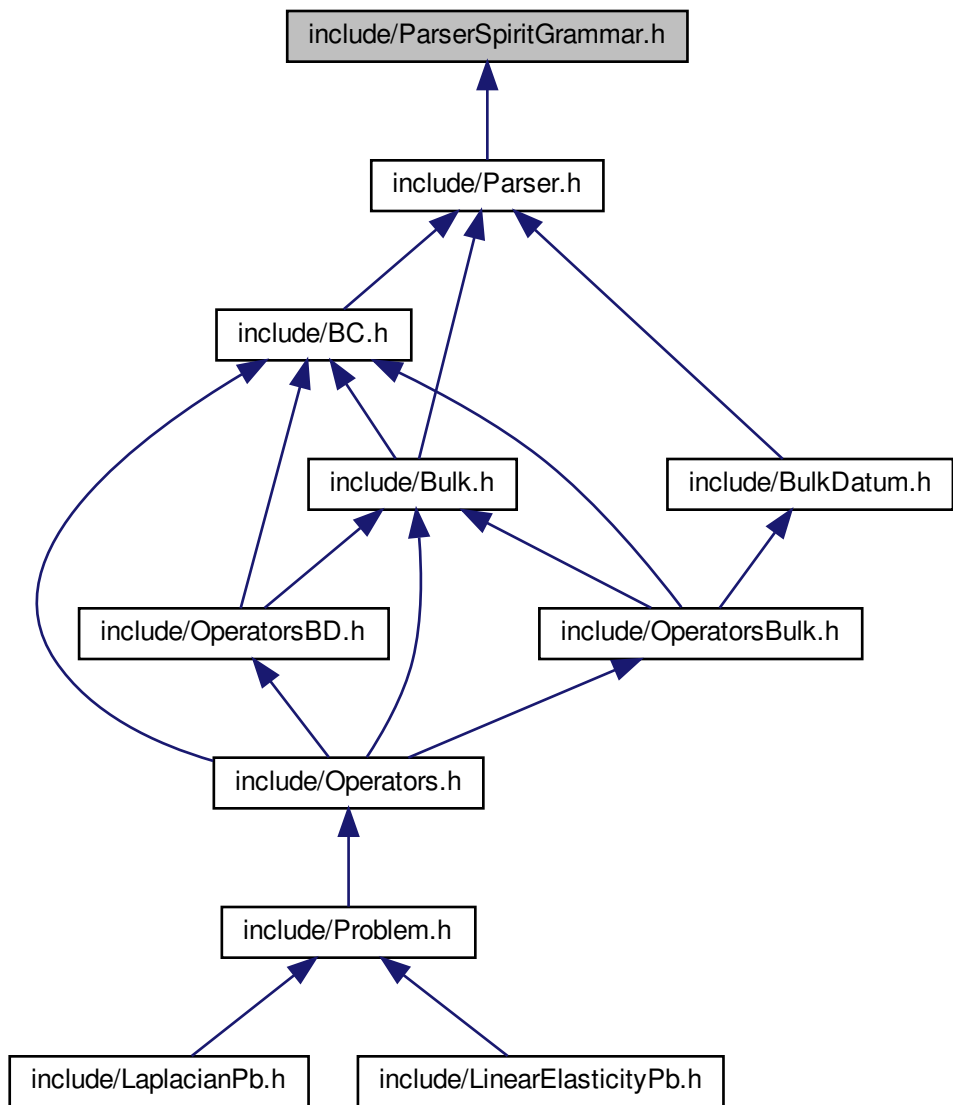 include/ParserSpiritGrammar.h
include/Parser.h
include/BC.h
include/Bulk.h
include/BulkDatum.h
include/OperatorsBD.h
include/OperatorsBulk.h
include/Operators.h
include/Problem.h
include/LaplacianPb.h
include/LinearElasticityPb.h